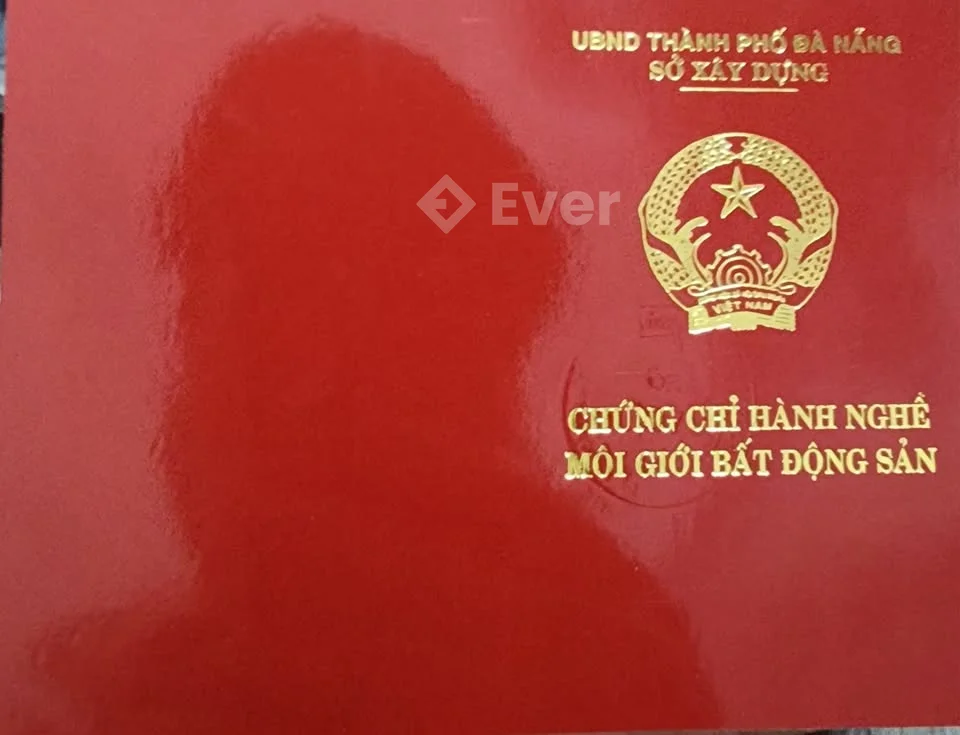 UBND THÀNH PHỐ ĐÀ NẴNG
SỞ XÂY DỰNG
Ever
VIỆT NAM
CHỨNG CHỈ HÀNH NGHỀ
MÔI GIỚI BẤT ĐỘNG SẢN